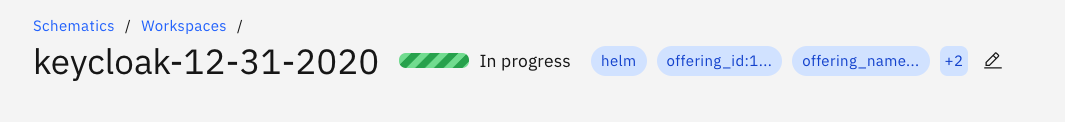 Schematics / Workspaces /
keycloak-12-31-2020 In progress helm offering_id:1... offering_name... +2